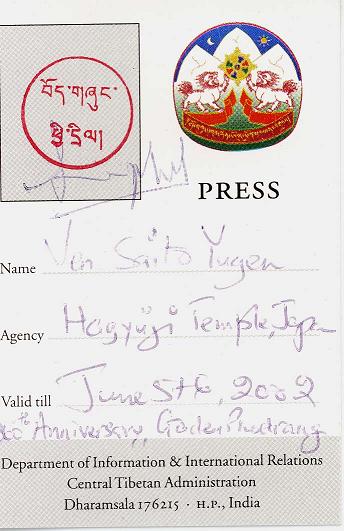 བོད་གཞུང་
ཕྱི་དྲིལ།
PRESS
Name Ven Saito Yugen
Agency Hogyuji Temple, Japan
Valid till June 5th, 2002
360th Anniversary, Gaden Phodrang
Department of Information & International Relations
Central Tibetan Administration
Dharamsala 176215 · H.P., India